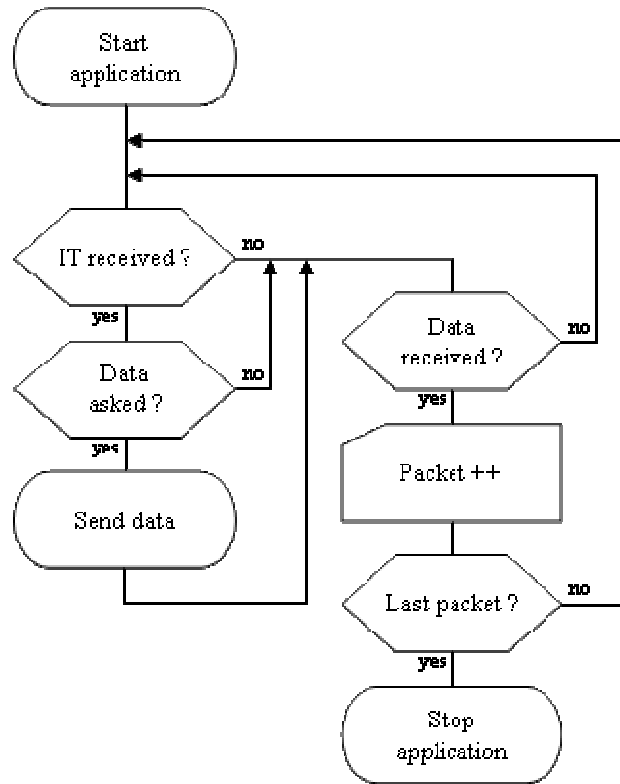 Start
application
IT received ?
no
yes
Data
asked ?
no
yes
Send data
Data
received ?
no
yes
Packet ++
Last packet ?
no
yes
Stop
application